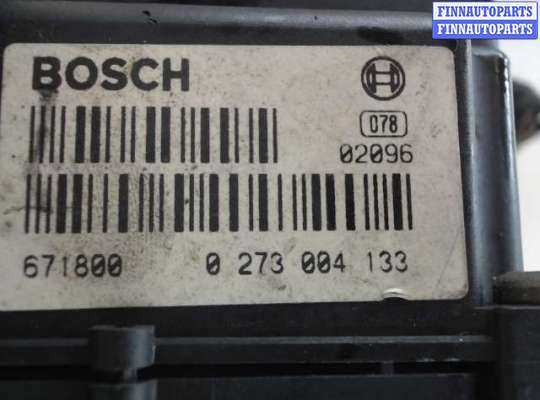 FINNAUTOPARTS
FINNAUTOPARTS
BOSCH
078
02096
671800 0 273 004 133